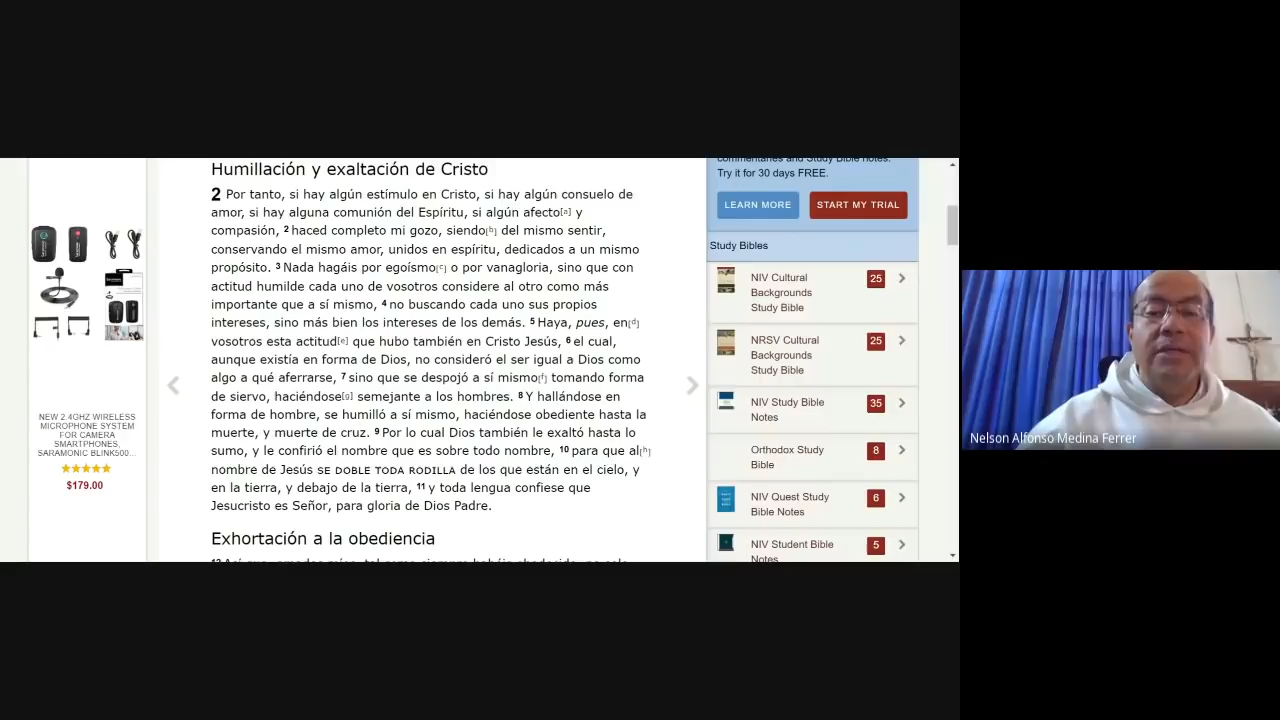 Humillación y exaltación de Cristo
2 Por tanto, si hay algún estímulo en Cristo, si hay algún consuelo de
amor, si hay alguna comunión del Espíritu, si algún afecto[a] y
compasión, 2 haced completo mi gozo, siendo[b] del mismo sentir,
conservando el mismo amor, unidos en espíritu, dedicados a un mismo
propósito. 3 Nada hagáis por egoísmo[c] o por vanagloria, sino que con
actitud humilde cada uno de vosotros considere al otro como más
importante que a sí mismo, 4 no buscando cada uno sus propios
intereses, sino más bien los intereses de los demás. 5 Haya, pues, en[d]
vosotros esta actitud[e] que hubo también en Cristo Jesús, 6 el cual,
aunque existía en forma de Dios, no consideró el ser igual a Dios como
algo a qué aferrarse, 7 sino que se despojó a sí mismo[f] tomando forma
de siervo, haciéndose[g] semejante a los hombres. 8 Y hallándose en
forma de hombre, se humilló a sí mismo, haciéndose obediente hasta la
muerte, y muerte de cruz. 9 Por lo cual Dios también le exaltó hasta lo
sumo, y le confirió el nombre que es sobre todo nombre, 10 para que al[h]
nombre de Jesús SE DOBLE TODA RODILLA de los que están en el cielo, y
en la tierra, y debajo de la tierra, 11 y toda lengua confiese que
Jesucristo es Señor, para gloria de Dios Padre.
Exhortación a la obediencia
NEW 2.4GHZ WIRELESS
MICROPHONE SYSTEM
FOR CAMERA
SMARTPHONES,
SARAMONIC BLINK500...
$179.00
commentaries and Study Bible notes.
Try it for 30 days FREE.
LEARN MORE
START MY TRIAL
Study Bibles
NIV Cultural
Backgrounds
Study Bible
25
NRSV Cultural
Backgrounds
Study Bible
25
NIV Study Bible
Notes
35
Orthodox Study
Bible
8
NIV Quest Study
Bible Notes
6
NIV Student Bible
Notes
5
Nelson Alfonso Medina Ferrer